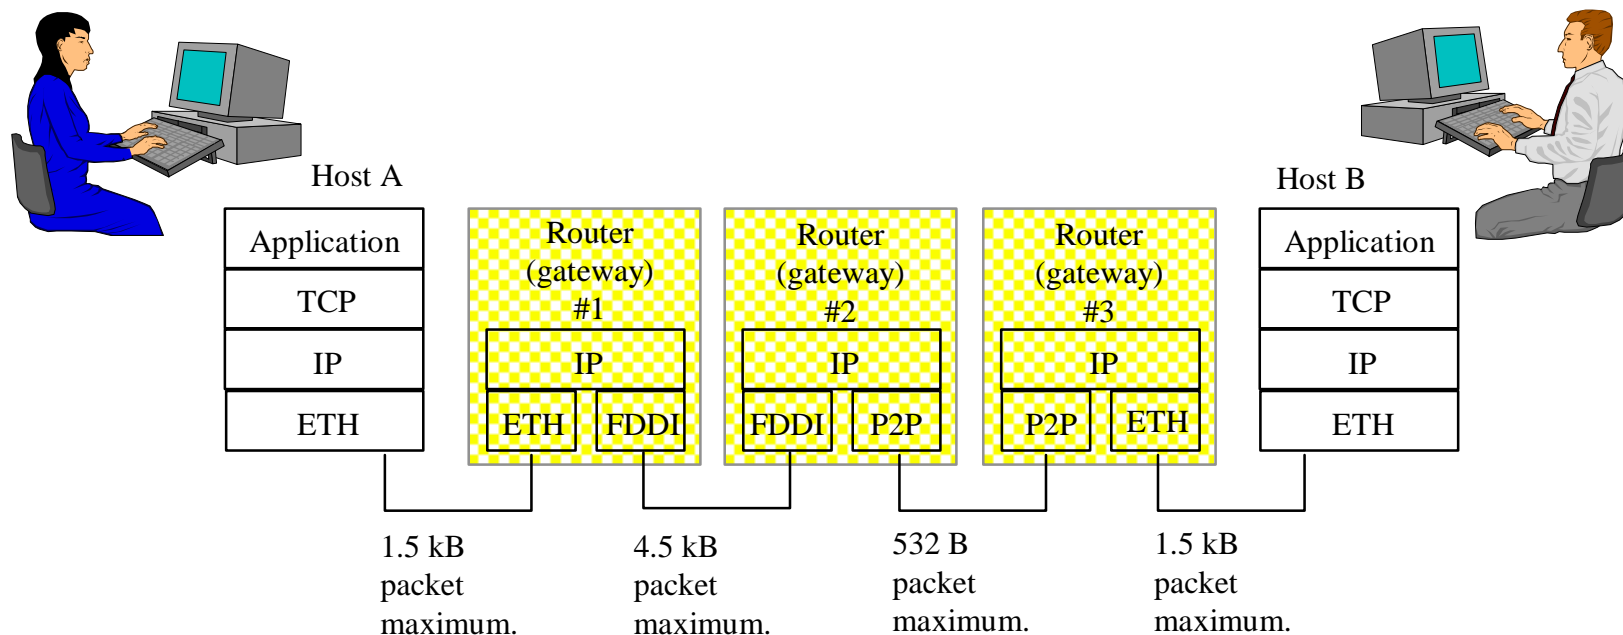 Host A
Host B
Application
TCP
IP
ETH
Router
(gateway)
#1
IP
ETH
FDDI
Router
(gateway)
#2
IP
FDDI
P2P
Router
(gateway)
#3
IP
P2P
ETH
Application
TCP
IP
ETH
1.5 kB
packet
maximum.
4.5 kB
packet
maximum.
532 B
packet
maximum.
1.5 kB
packet
maximum.